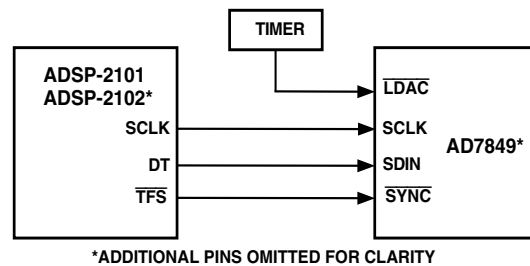 TIMER
ADSP-2101
ADSP-2102*
SCLK
DT
TFS
LDAC
SCLK
SDIN
SYNC
AD7849*
*ADDITIONAL PINS OMITTED FOR CLARITY